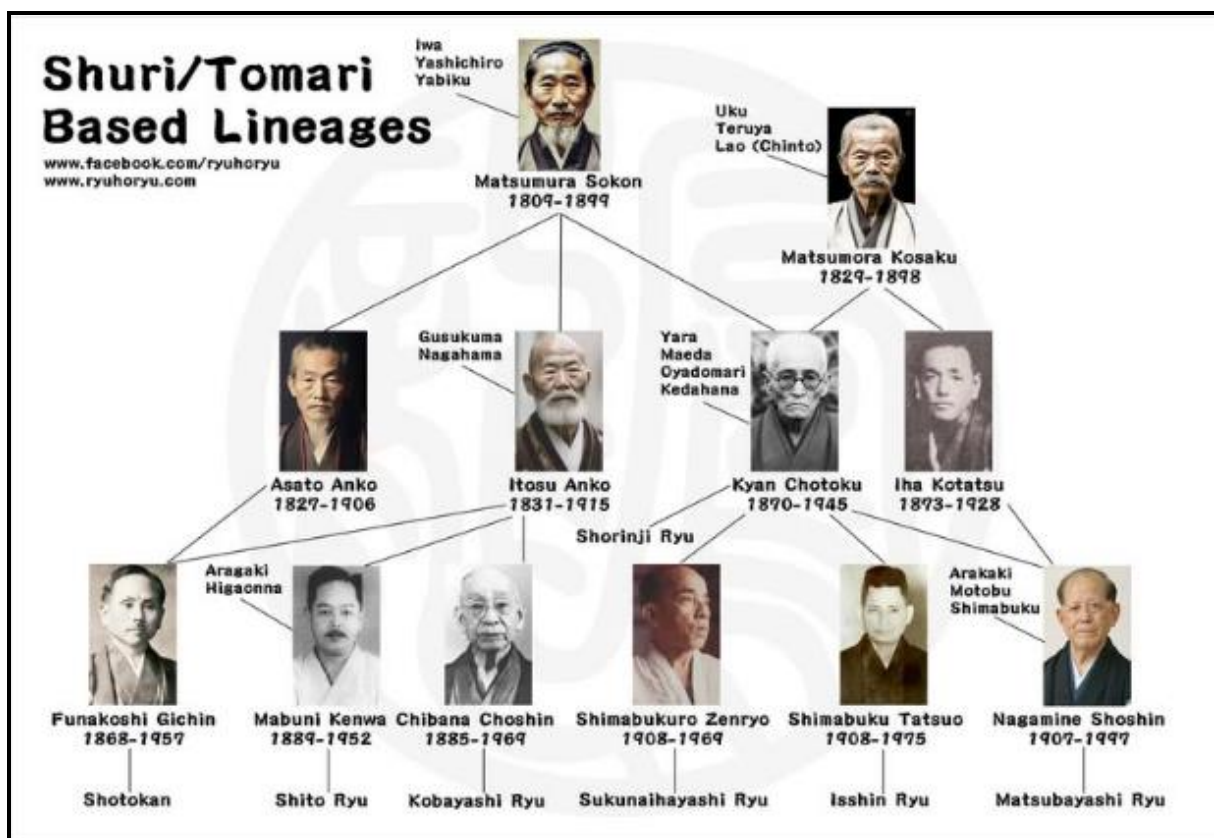 Shuri/Tomari
Based Lineages
www.facebook.com/ryuhoryu
www.ryuhoryu.com
Iwa
Yashichiro
Yabiku
Matsumura Sokon
1809-1899
Uku
Teruya
Lao (Chinto)
Matsumora Kosaku
1829-1898
Asato Anko
1827-1906
Gusukuma
Nagahama
Itosu Anko
1831-1915
Yara
Maeda
Oyadomari
Kedahana
Kyan Chotoku
1870-1945
Iha Kotatsu
1873-1928
Shorinji Ryu
Funakoshi Gichin
1868-1957
Aragaki
Higaonna
Mabuni Kenwa
1889-1952
Chibana Choshin
1885-1969
Shimabukuro Zenryo
1908-1969
Shimabuku Tatsuo
1908-1975
Arakaki
Motobu
Shimabuku
Nagamine Shoshin
1907-1997
Shotokan
Shito Ryu
Kobayashi Ryu
Sukunaihayashi Ryu
Isshin Ryu
Matsubayashi Ryu